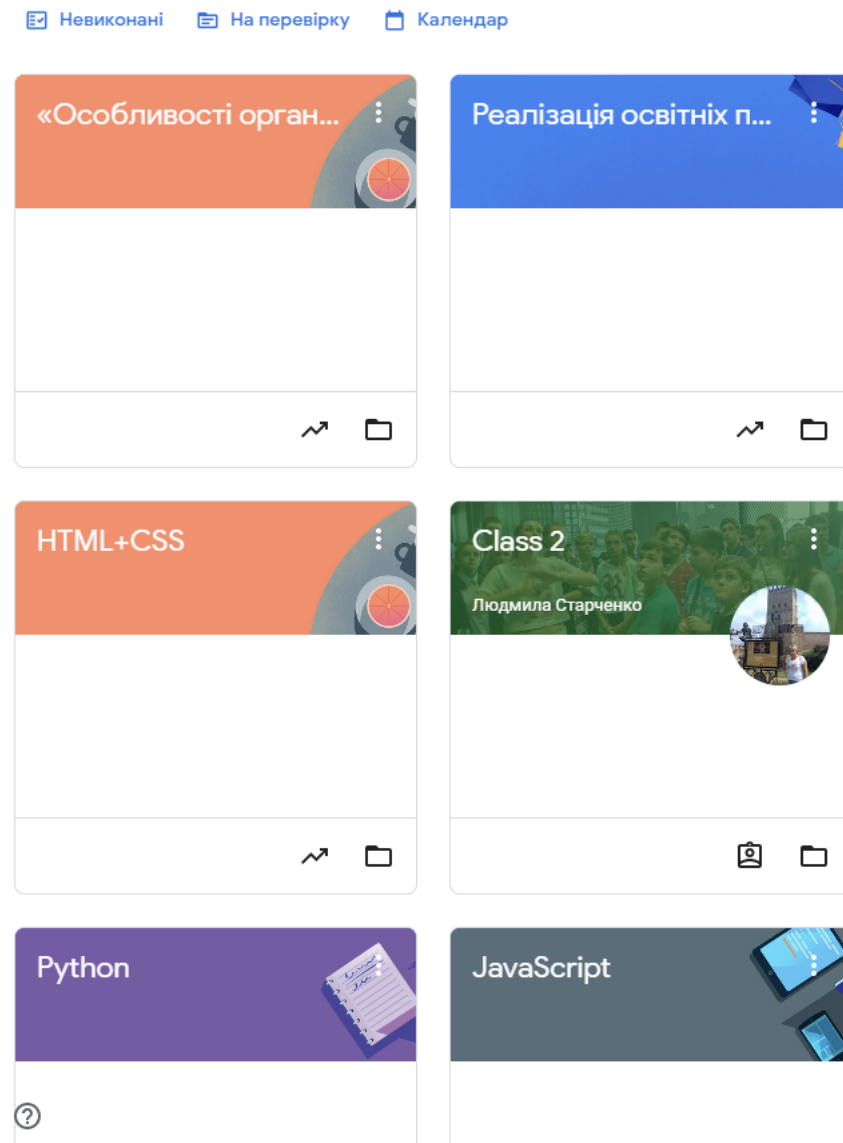 Невиконані На перевірку Календар
«Особливості орган...
Реалізація освітніх п...
HTML+CSS
Class 2
Людмила Старченко
Python
JavaScript